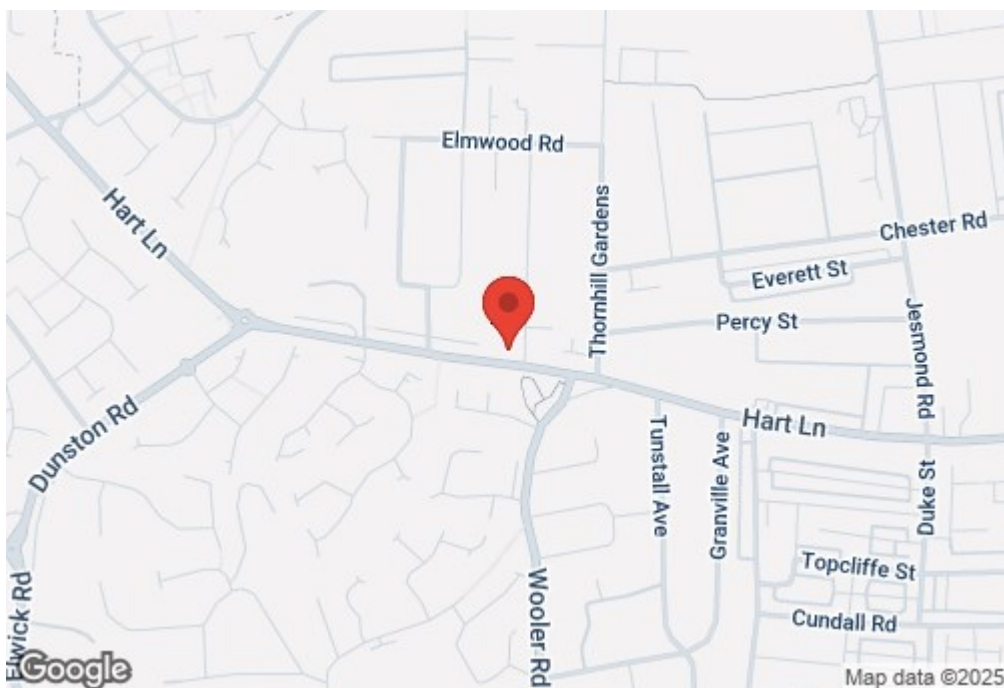 Elmwood Rd
Hart Ln
Thornhill Gardens
Chester Rd
Everett St
Percy St
Jesmond Rd
Dunston Rd
Hart Ln
Tunstall Ave
Granville Ave
Duke St
Topcliffe St
Wooler Rd
Cundall Rd
Elwick Rd
Google
Map data ©2025